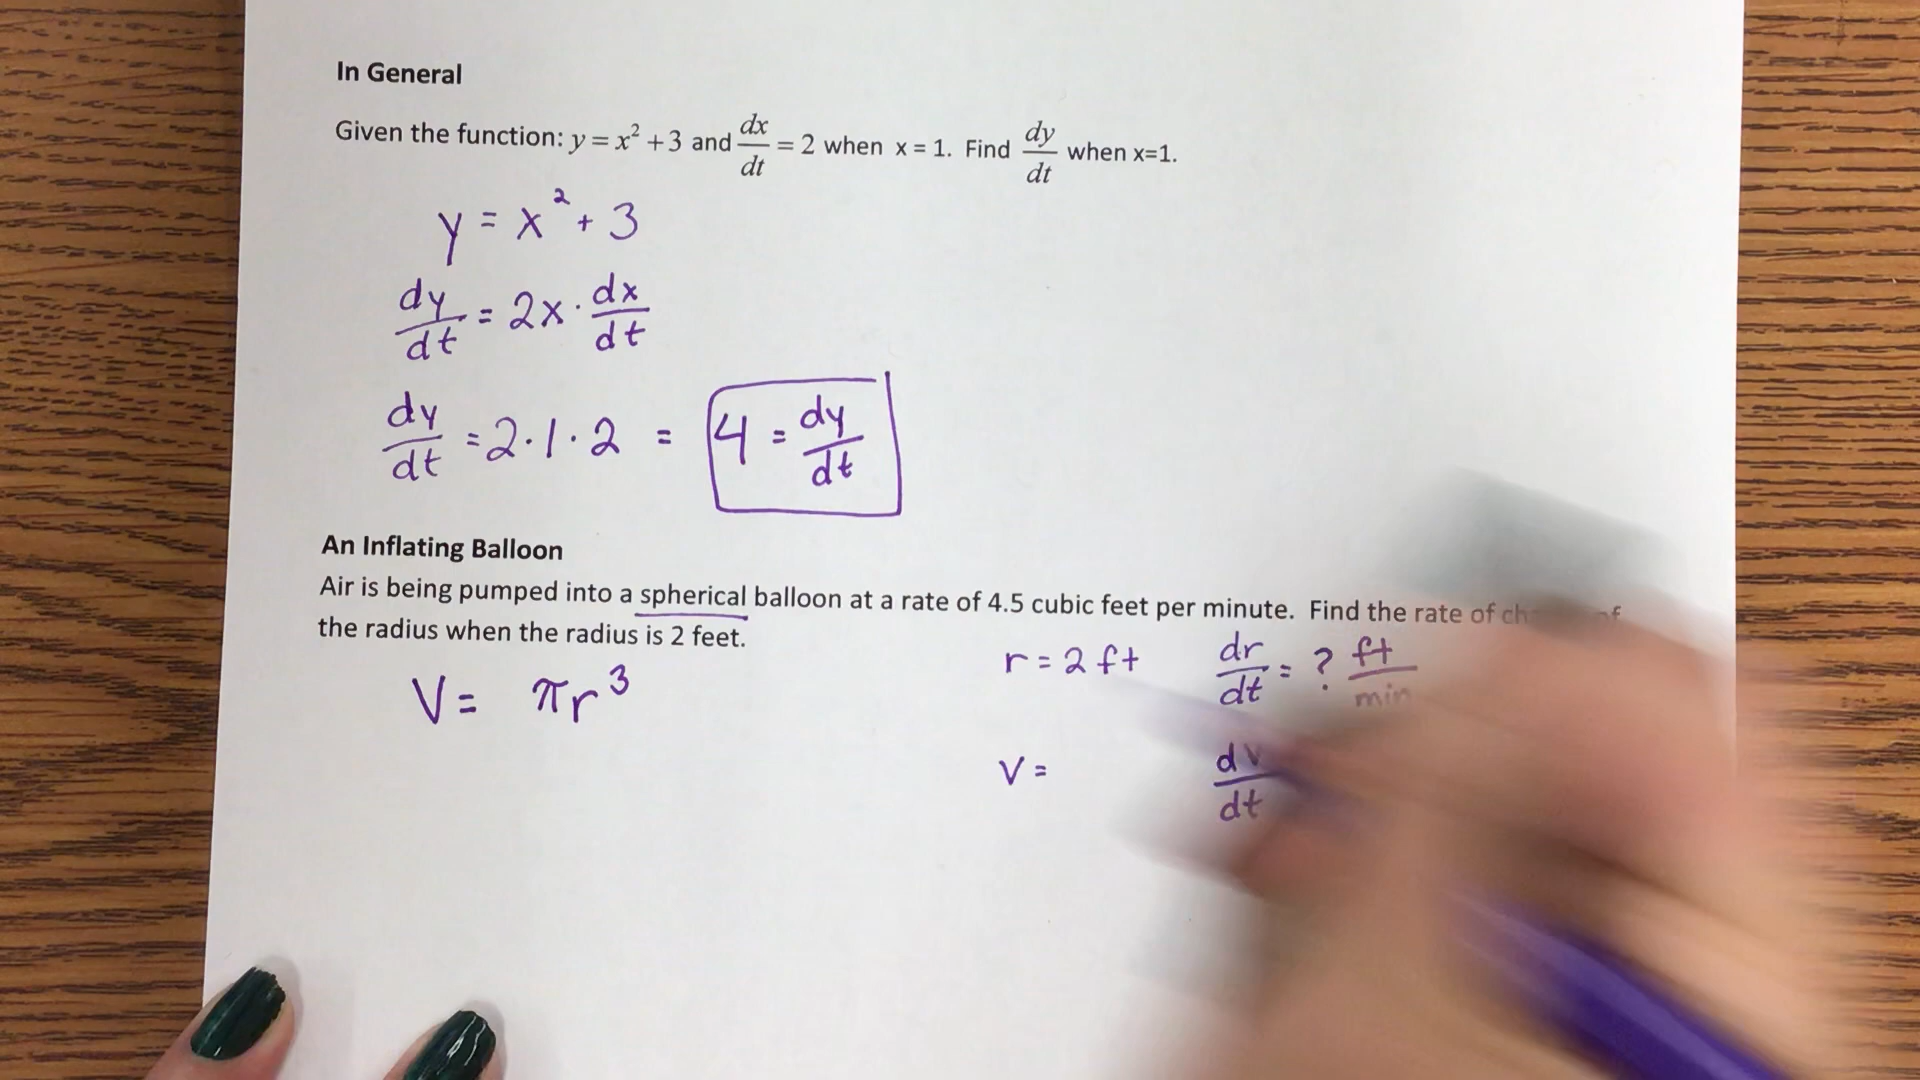 In General
Given the function: y = x² + 3 and dx/dt = 2 when x = 1. Find dy/dt when x=1.
y = x² + 3
dy/dt = 2x · dx/dt
dy/dt = 2 · 1 · 2 = 4 = dy/dt
An Inflating Balloon
Air is being pumped into a spherical balloon at a rate of 4.5 cubic feet per minute. Find the rate of
the radius when the radius is 2 feet.
r = 2 ft dr/dt = ? ft/min
V = πr³
V = dV/dt